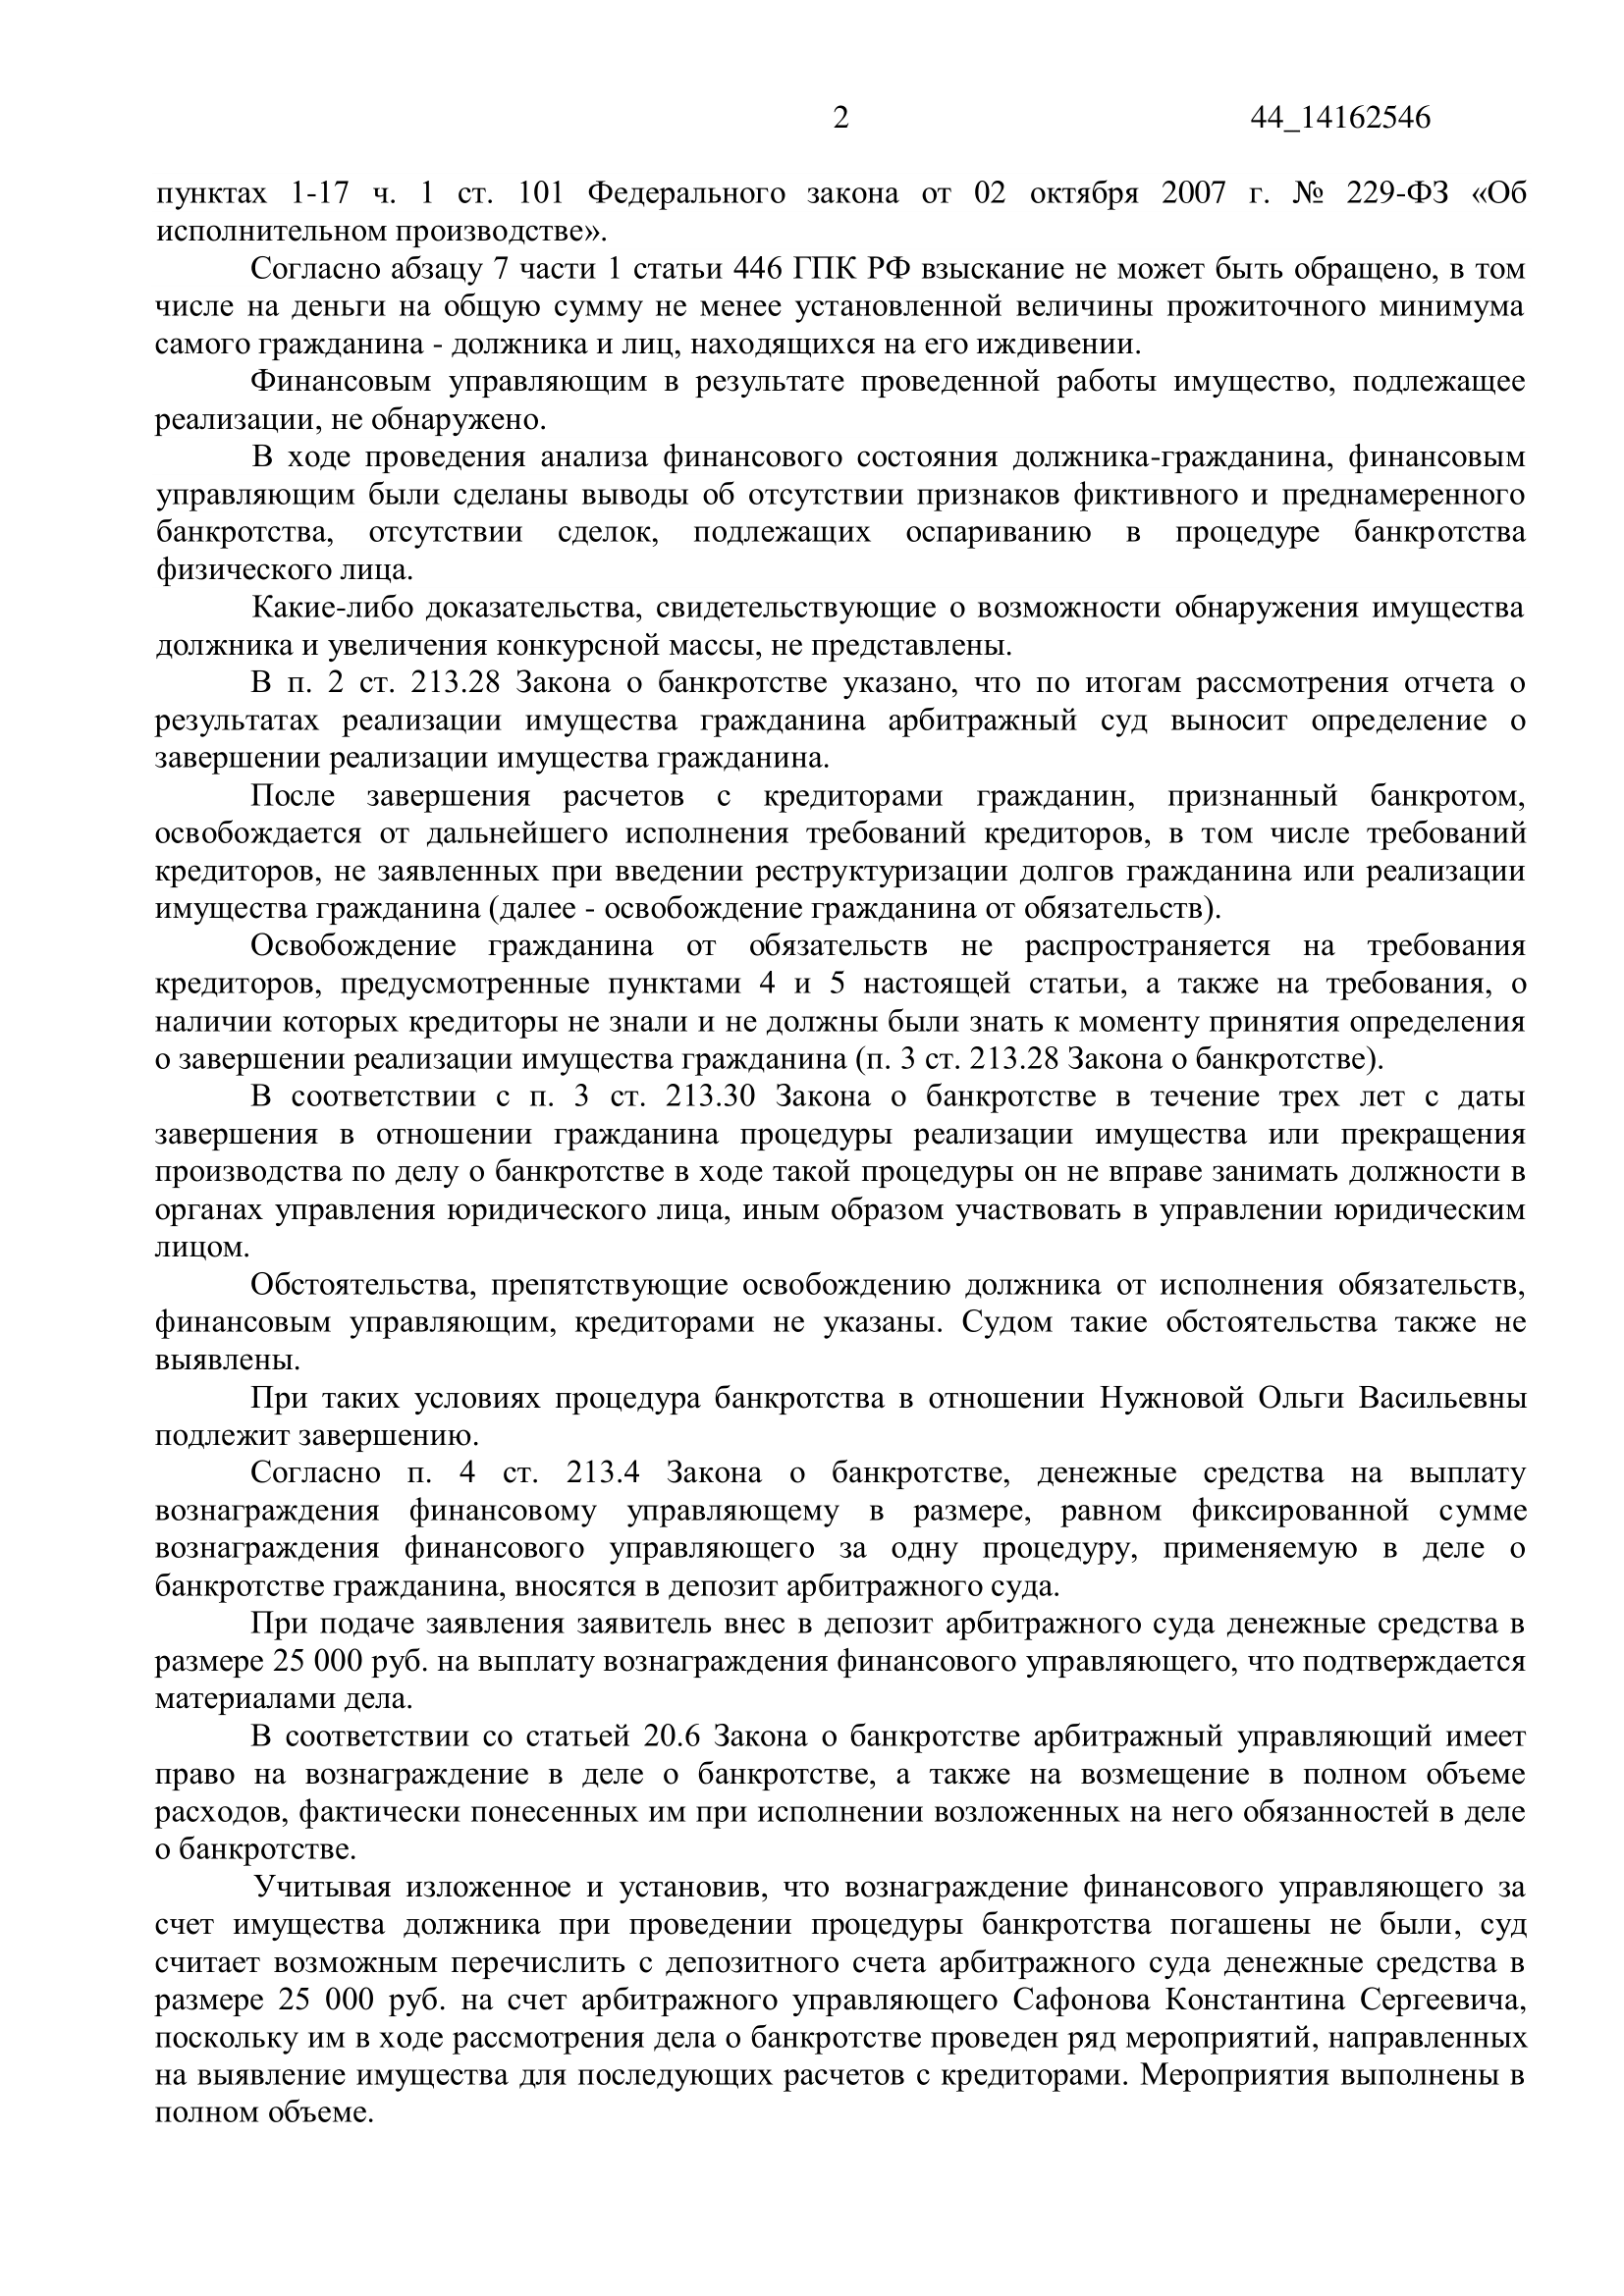 2 44_14162546
пунктах 1-17 ч. 1 ст. 101 Федерального закона от 02 октября 2007 г. № 229-ФЗ «Об
исполнительном производстве».
Согласно абзацу 7 части 1 статьи 446 ГПК РФ взыскание не может быть обращено, в том
числе на деньги на общую сумму не менее установленной величины прожиточного минимума
самого гражданина - должника и лиц, находящихся на его иждивении.
Финансовым управляющим в результате проведенной работы имущество, подлежащее
реализации, не обнаружено.
В ходе проведения анализа финансового состояния должника-гражданина, финансовым
управляющим были сделаны выводы об отсутствии признаков фиктивного и преднамеренного
банкротства, отсутствии сделок, подлежащих оспариванию в процедуре банкротства
физического лица.
Какие-либо доказательства, свидетельствующие о возможности обнаружения имущества
должника и увеличения конкурсной массы, не представлены.
В п. 2 ст. 213.28 Закона о банкротстве указано, что по итогам рассмотрения отчета о
результатах реализации имущества гражданина арбитражный суд выносит определение о
завершении реализации имущества гражданина.
После завершения расчетов с кредиторами гражданин, признанный банкротом,
освобождается от дальнейшего исполнения требований кредиторов, в том числе требований
кредиторов, не заявленных при введении реструктуризации долгов гражданина или реализации
имущества гражданина (далее - освобождение гражданина от обязательств).
Освобождение гражданина от обязательств не распространяется на требования
кредиторов, предусмотренные пунктами 4 и 5 настоящей статьи, а также на требования, о
наличии которых кредиторы не знали и не должны были знать к моменту принятия определения
о завершении реализации имущества гражданина (п. 3 ст. 213.28 Закона о банкротстве).
В соответствии с п. 3 ст. 213.30 Закона о банкротстве в течение трех лет с даты
завершения в отношении гражданина процедуры реализации имущества или прекращения
производства по делу о банкротстве в ходе такой процедуры он не вправе занимать должности в
органах управления юридического лица, иным образом участвовать в управлении юридическим
лицом.
Обстоятельства, препятствующие освобождению должника от исполнения обязательств,
финансовым управляющим, кредиторами не указаны. Судом такие обстоятельства также не
выявлены.
При таких условиях процедура банкротства в отношении Нужновой Ольги Васильевны
подлежит завершению.
Согласно п. 4 ст. 213.4 Закона о банкротстве, денежные средства на выплату
вознаграждения финансовому управляющему в размере, равном фиксированной сумме
вознаграждения финансового управляющего за одну процедуру, применяемую в деле о
банкротстве гражданина, вносятся в депозит арбитражного суда.
При подаче заявления заявитель внес в депозит арбитражного суда денежные средства в
размере 25 000 руб. на выплату вознаграждения финансового управляющего, что подтверждается
материалами дела.
В соответствии со статьей 20.6 Закона о банкротстве арбитражный управляющий имеет
право на вознаграждение в деле о банкротстве, а также на возмещение в полном объеме
расходов, фактически понесенных им при исполнении возложенных на него обязанностей в деле
о банкротстве.
Учитывая изложенное и установив, что вознаграждение финансового управляющего за
счет имущества должника при проведении процедуры банкротства погашены не были, суд
считает возможным перечислить с депозитного счета арбитражного суда денежные средства в
размере 25 000 руб. на счет арбитражного управляющего Сафонова Константина Сергеевича,
поскольку им в ходе рассмотрения дела о банкротстве проведен ряд мероприятий, направленных
на выявление имущества для последующих расчетов с кредиторами. Мероприятия выполнены в
полном объеме.